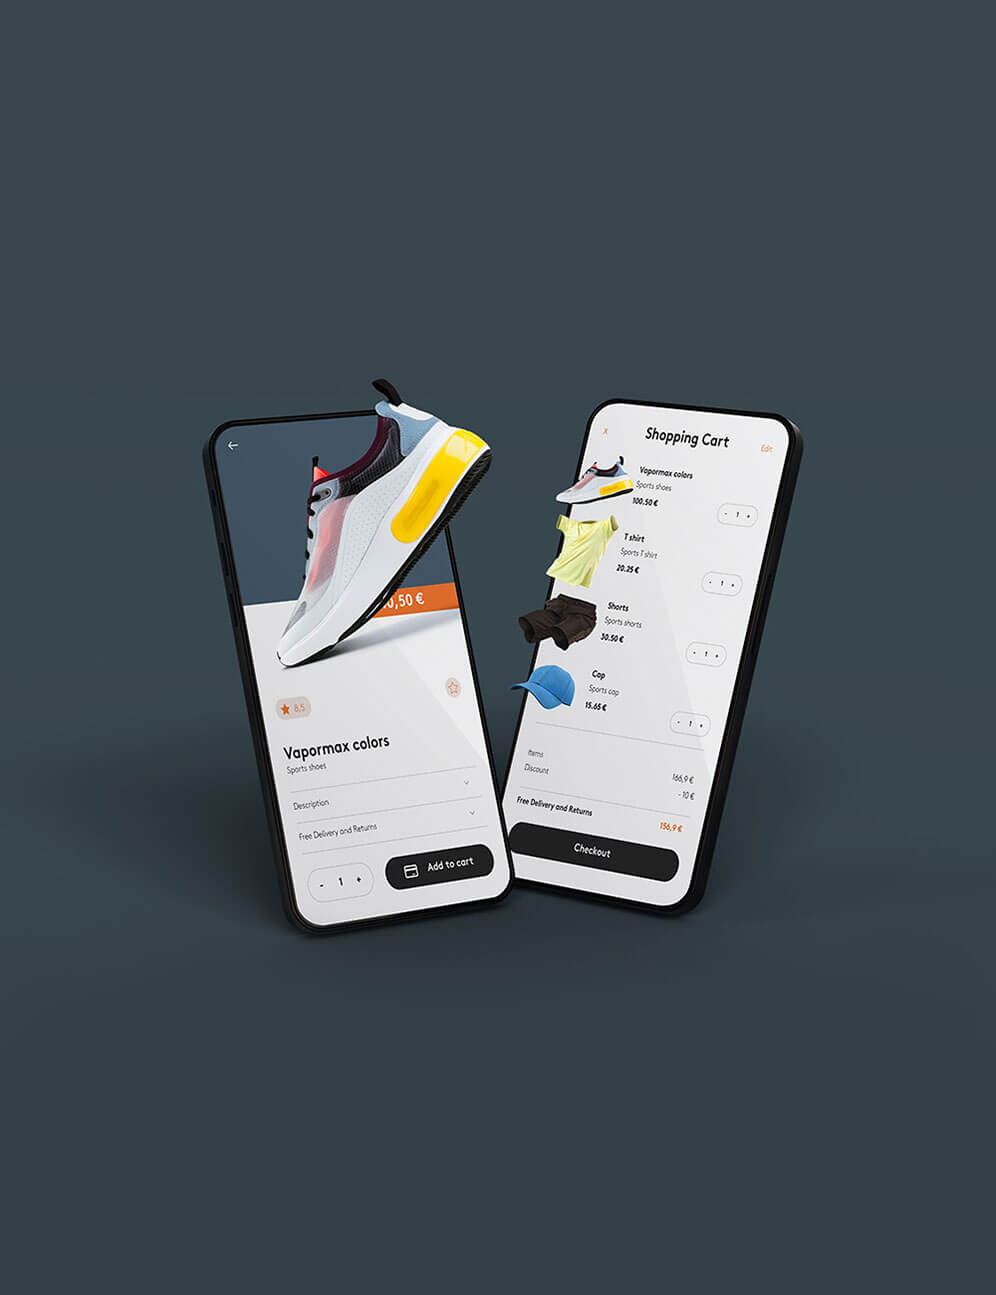 0,50 €
8,5
Vapormax colors
Sports shoes
Description
Free Delivery and Returns
- 1 +
Add to cart
X
Shopping Cart
Edit
Vapormax colors
Sports shoes
100.50 €
- 1 +
T shirt
Sports T shirt
20.25 €
- 1 +
Shorts
Sports shorts
30.50 €
- 1 +
Cap
Sports cap
15.65 €
- 1 +
Items
166,9 €
Discount
- 10 €
Free Delivery and Returns
156,9 €
Checkout